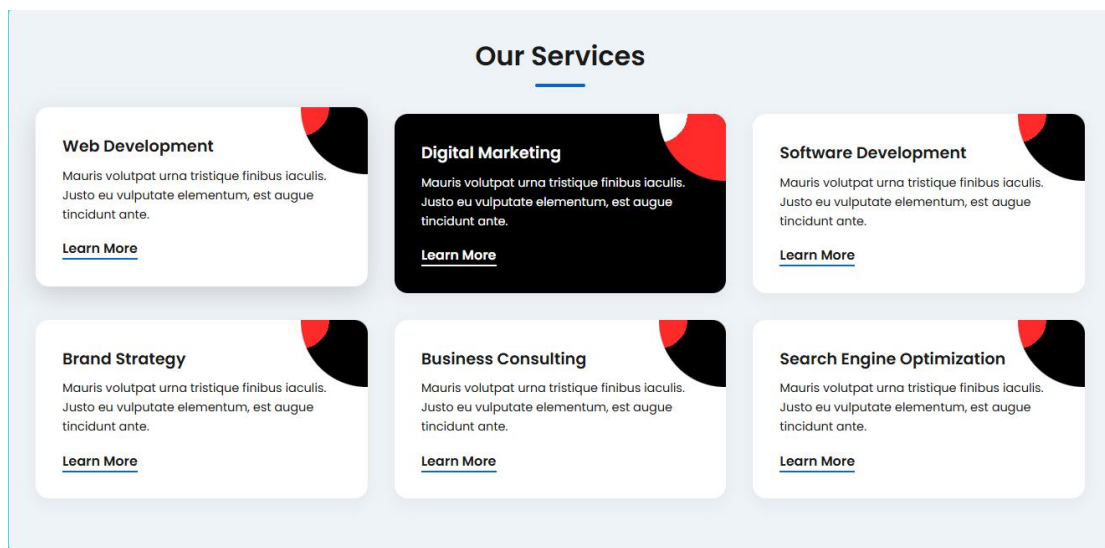 Our Services
Web Development
Mauris volutpat urna tristique finibus iaculis.
Justo eu vulputate elementum, est augue
tincidunt ante.
Learn More
Digital Marketing
Mauris volutpat urna tristique finibus iaculis.
Justo eu vulputate elementum, est augue
tincidunt ante.
Learn More
Software Development
Mauris volutpat urna tristique finibus iaculis.
Justo eu vulputate elementum, est augue
tincidunt ante.
Learn More
Brand Strategy
Mauris volutpat urna tristique finibus iaculis.
Justo eu vulputate elementum, est augue
tincidunt ante.
Learn More
Business Consulting
Mauris volutpat urna tristique finibus iaculis.
Justo eu vulputate elementum, est augue
tincidunt ante.
Learn More
Search Engine Optimization
Mauris volutpat urna tristique finibus iaculis.
Justo eu vulputate elementum, est augue
tincidunt ante.
Learn More